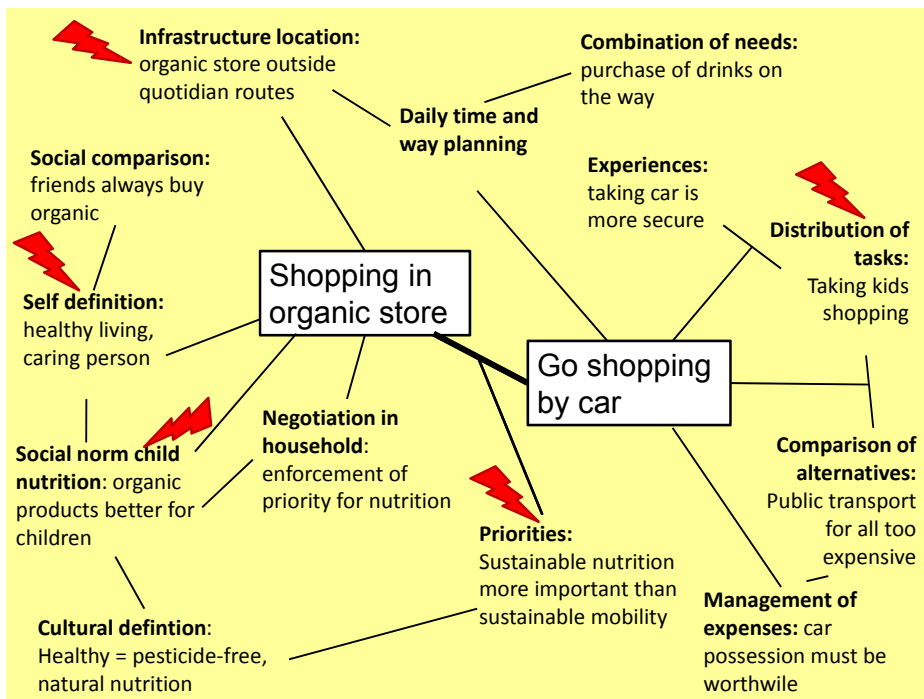 Infrastructure location:
organic store outside
quotidian routes
Combination of needs:
purchase of drinks on
the way
Daily time and
way planning
Social comparison:
friends always buy
organic
Experiences:
taking car is
more secure
Distribution of
tasks:
Taking kids
shopping
Self definition:
healthy living,
caring person
Shopping in
organic store
Go shopping
by car
Social norm child
nutrition: organic
products better for
children
Negotiation in
household:
enforcement of
priority for nutrition
Comparison of
alternatives:
Public transport
for all too
expensive
Priorities:
Sustainable nutrition
more important than
sustainable mobility
Management of
expenses: car
possession must be
worthwile
Cultural defintion:
Healthy = pesticide-free,
natural nutrition